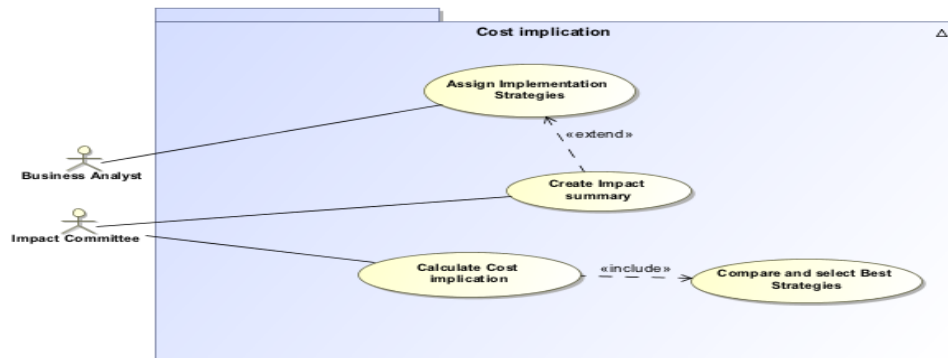 Cost implication
Assign Implementation
Strategies
«extend»
Business Analyst
Create Impact
summary
Impact Committee
Calculate Cost
implication
«include»
Compare and select Best
Strategies